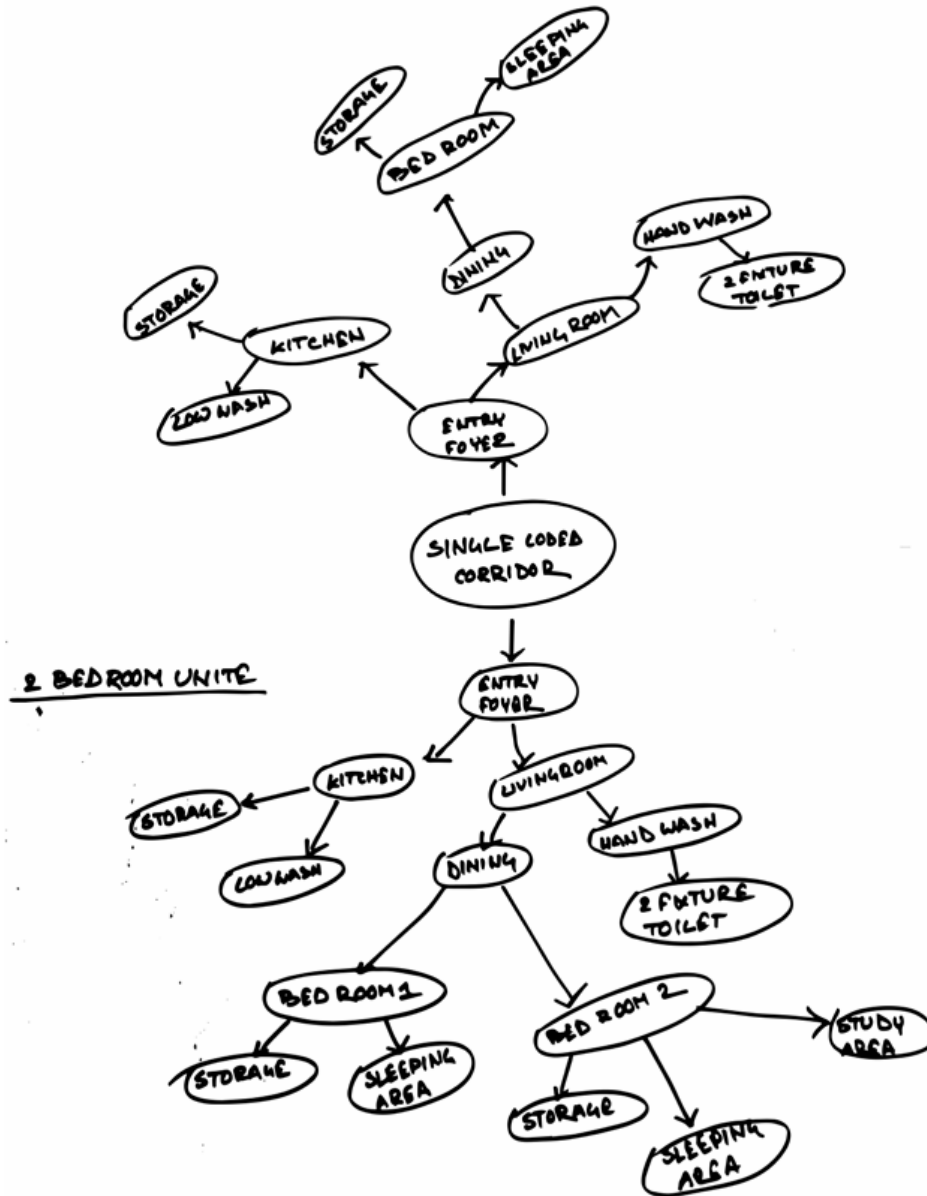 SLEEPING
AREA
STORAGE
BED ROOM
HAND WASH
DINING
2 FIXTURE
TOILET
STORAGE
LIVING ROOM
KITCHEN
LOW WASH
ENTRY
FOYER
SINGLE LODED
CORRIDOR
2 BEDROOM UNITE
ENTRY
FOYER
KITCHEN
LIVINGROOM
STORAGE
HAND WASH
LOW WASH
DINING
2 FIXTURE
TOILET
BED ROOM 1
BED ROOM 2
STUDY
AREA
STORAGE
SLEEPING
AREA
STORAGE
SLEEPING
AREA